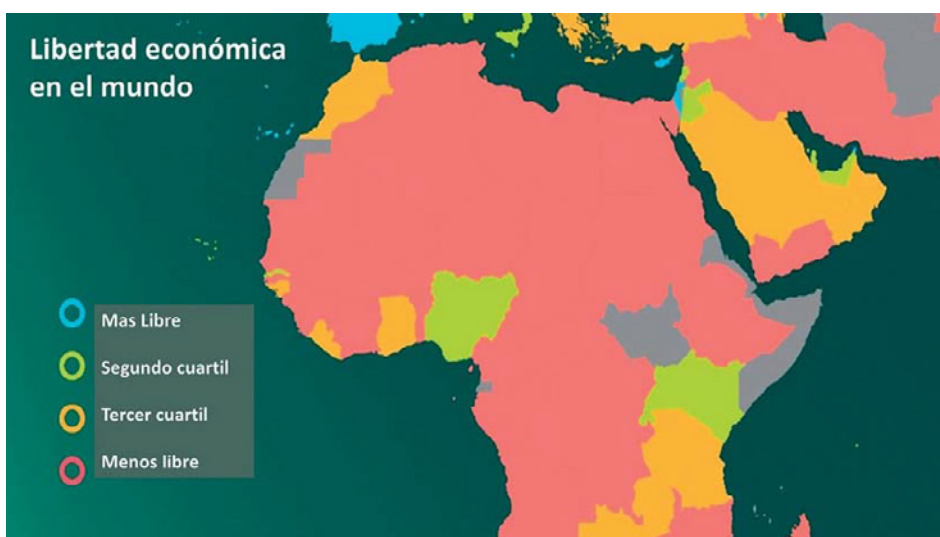 Libertad económica
en el mundo
Mas Libre
Segundo cuartil
Tercer cuartil
Menos libre